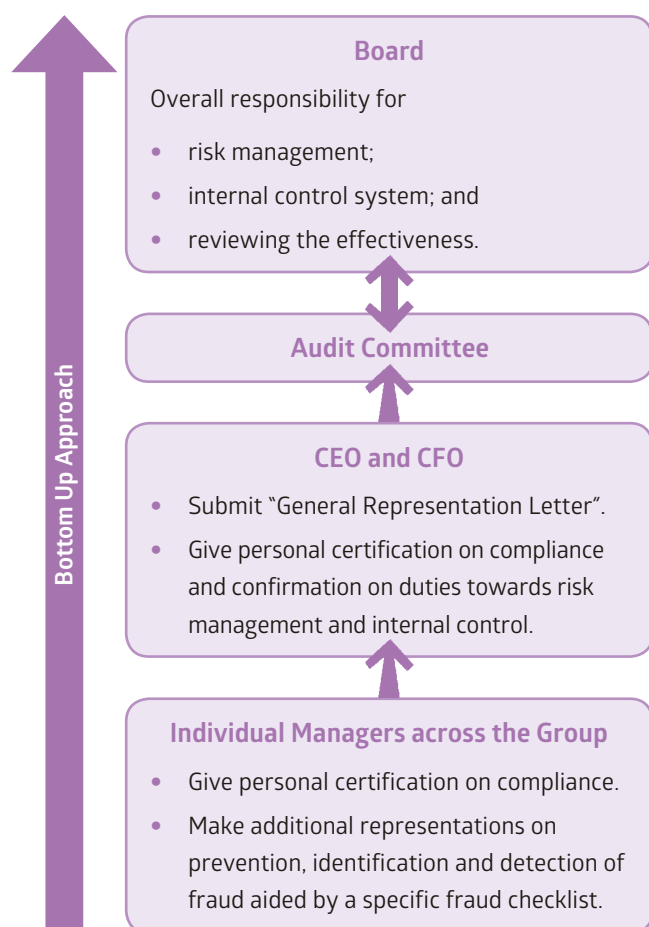 Board
Overall responsibility for
• risk management;
• internal control system; and
• reviewing the effectiveness.
Audit Committee
Bottom Up Approach
CEO and CFO
• Submit “General Representation Letter”.
• Give personal certification on compliance
and confirmation on duties towards risk
management and internal control.
Individual Managers across the Group
• Give personal certification on compliance.
• Make additional representations on
prevention, identification and detection of
fraud aided by a specific fraud checklist.